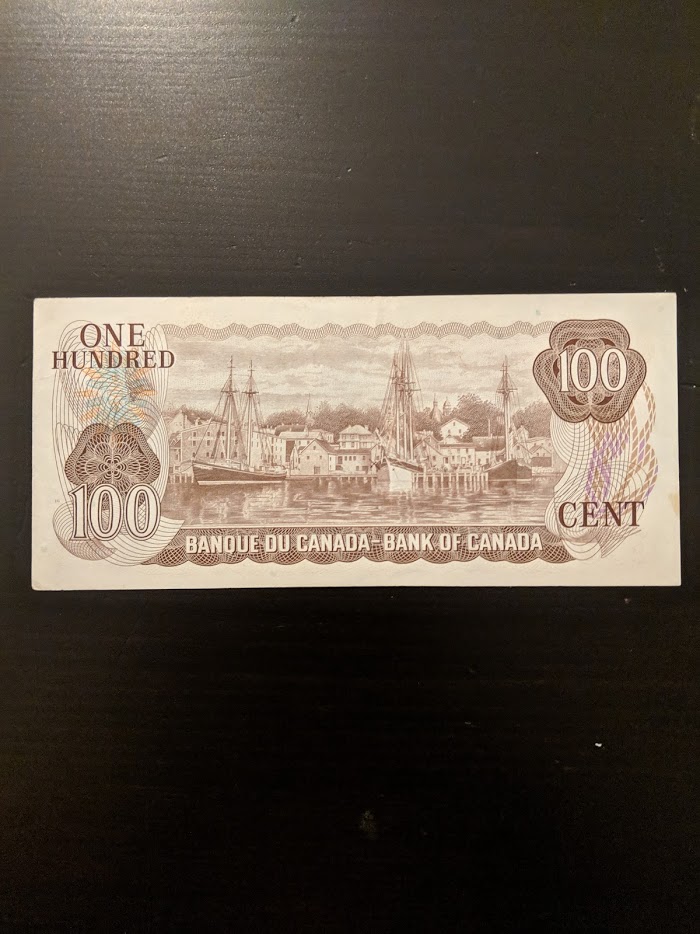 ONE
HUNDRED
100
100
CENT
BANQUE DU CANADA-BANK OF CANADA